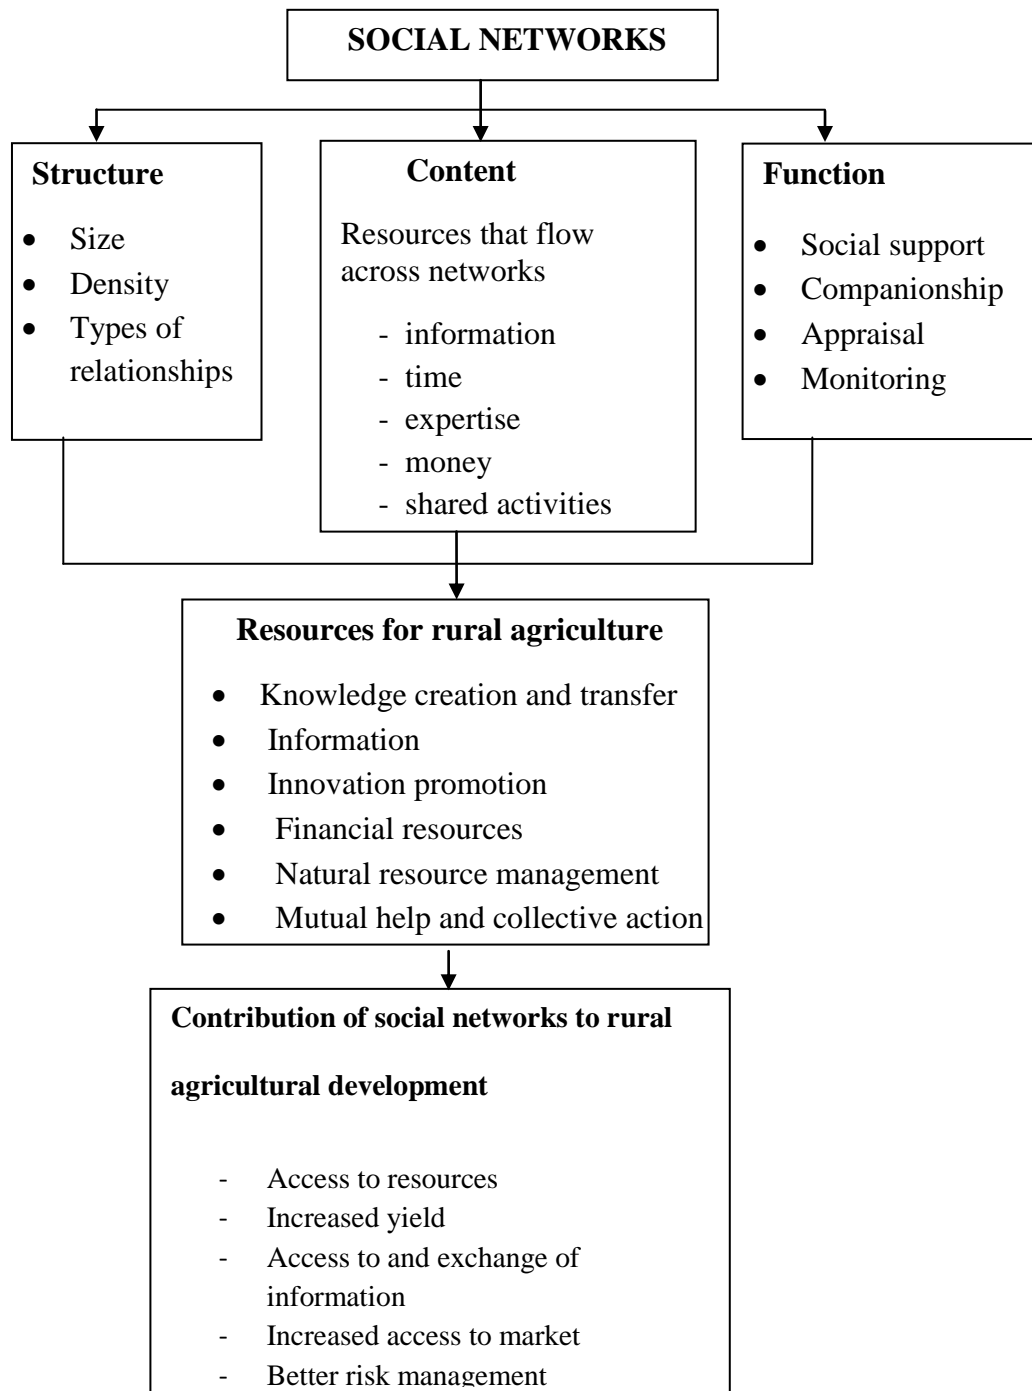 SOCIAL NETWORKS
Structure
• Size
• Density
• Types of
relationships
Content
Resources that flow
across networks
- information
- time
- expertise
- money
- shared activities
Function
• Social support
• Companionship
• Appraisal
• Monitoring
Resources for rural agriculture
• Knowledge creation and transfer
• Information
• Innovation promotion
• Financial resources
• Natural resource management
• Mutual help and collective action
Contribution of social networks to rural
agricultural development
- Access to resources
- Increased yield
- Access to and exchange of
information
- Increased access to market
- Better risk management